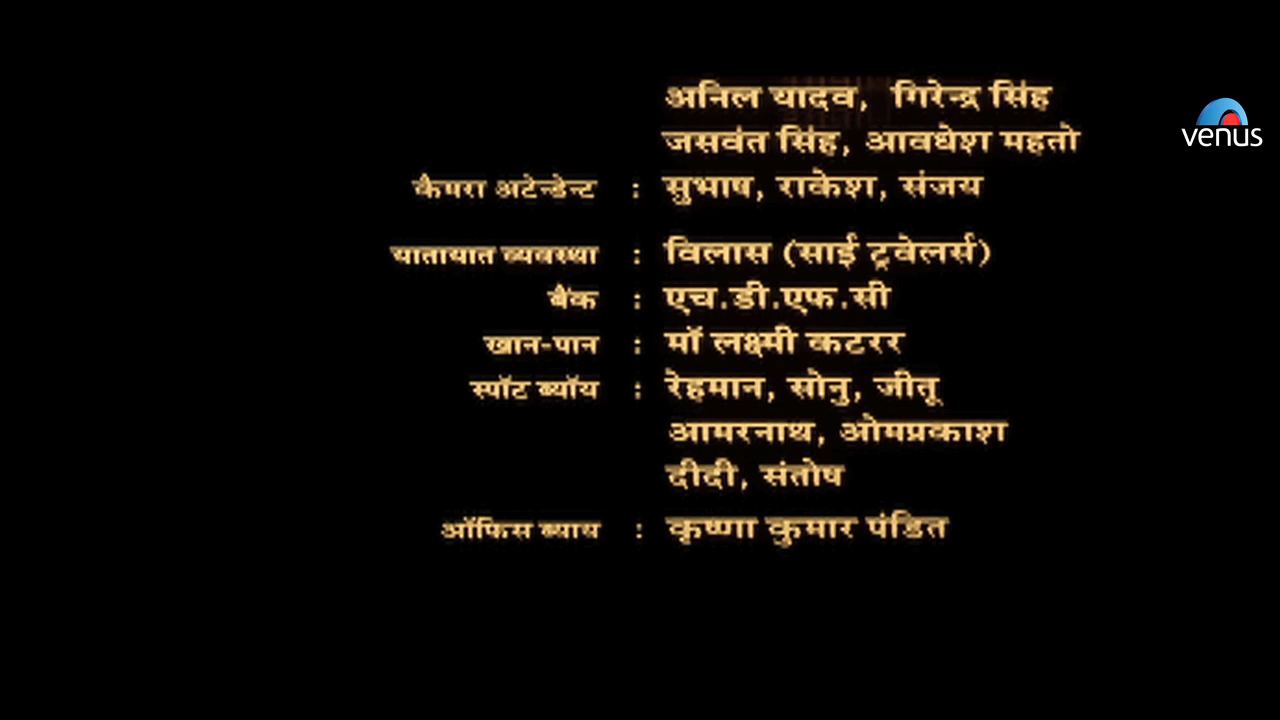 अनिल यादव, गिरेन्द्र सिंह
जसवंत सिंह, आवधेश महतो
कैमरा अटेन्डेन्ट : सुभाष, राकेश, संजय
यातायात व्यवस्था : विलास (साई ट्रवेलर्स)
बैंक : एच.डी.एफ.सी
खान-पान : माँ लक्ष्मी कटरर
स्पॉट ब्यॉय : रेहमान, सोनु, जीतू
आमरनाथ, ओमप्रकाश
दीदी, संतोष
ऑफिस ब्याय : कृष्णा कुमार पंडित
venus